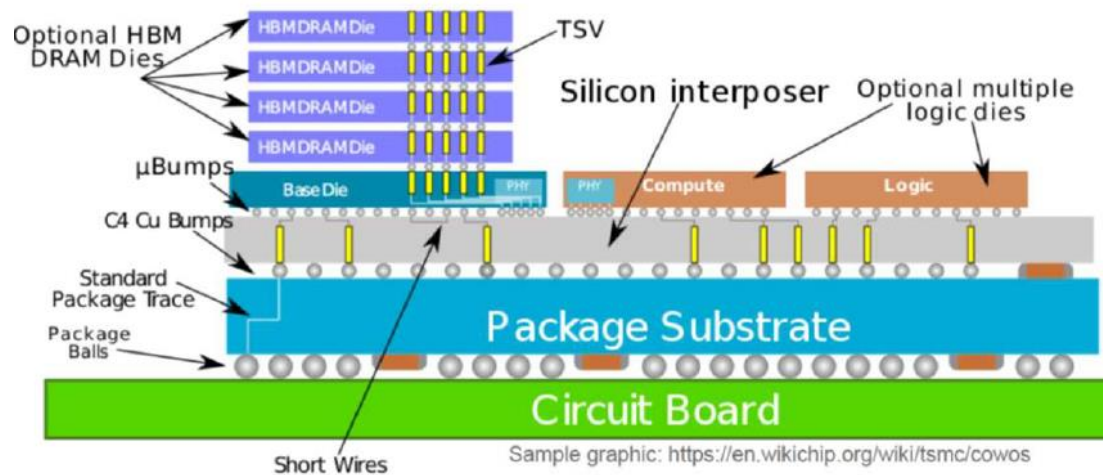 Optional HBM
DRAM Dies
HBMDRAMDie
TSV
HBMDRAMDie
HBMDRAMDie
HBMDRAMDie
Silicon interposer
Optional multiple
logic dies
µBumps
Base Die
PHY
PHY
Compute
Logic
C4 Cu Bumps
Standard
Package Trace
Package Substrate
Package
Balls
Circuit Board
Short Wires
Sample graphic: https://en.wikichip.org/wiki/tsmc/cowos